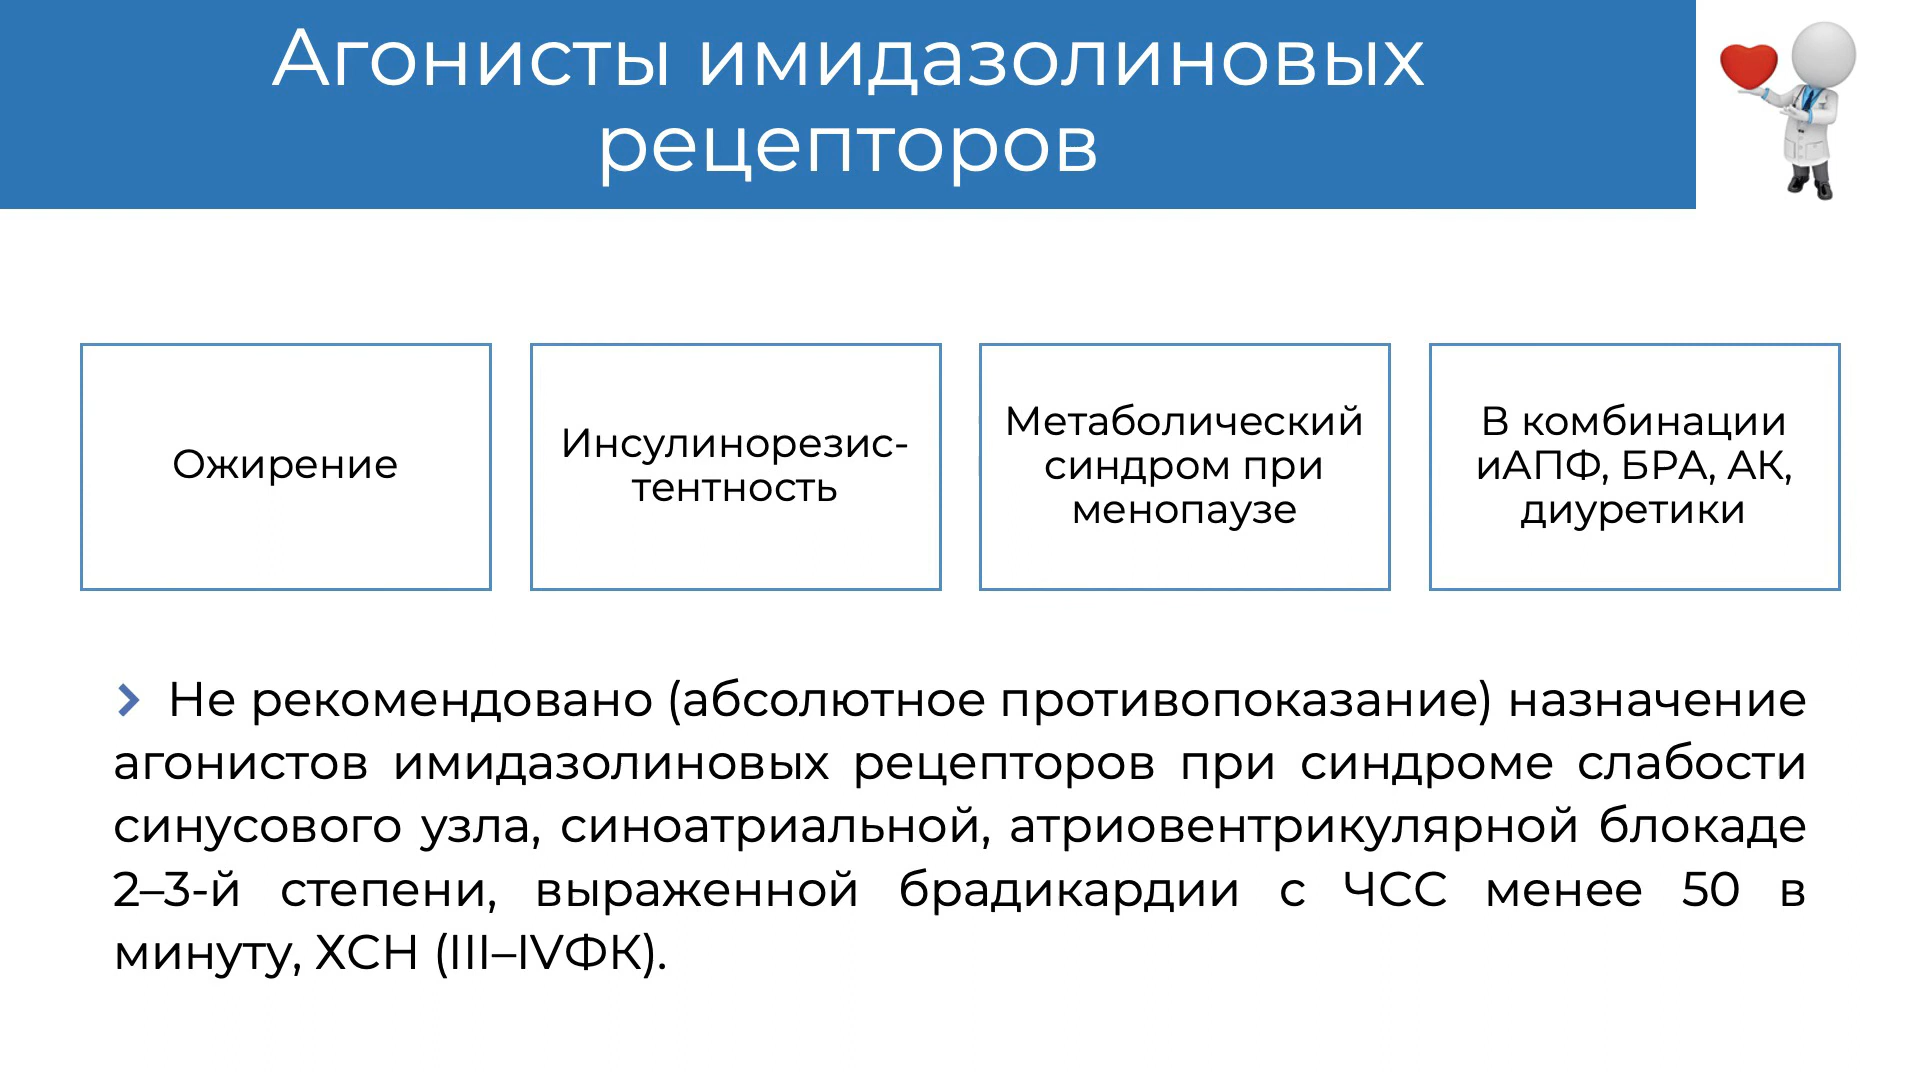 Агонисты имидазолиновых
рецепторов
Ожирение
Инсулинорезис-
тентность
Метаболический
синдром при
менопаузе
В комбинации
иАПФ, БРА, АК,
диуретики
Не рекомендовано (абсолютное противопоказание) назначение
агонистов имидазолиновых рецепторов при синдроме слабости
синусового узла, синоатриальной, атриовентрикулярной блокаде
2–3-й степени, выраженной брадикардии с ЧСС менее 50 в
минуту, ХСН (III–IVФК).